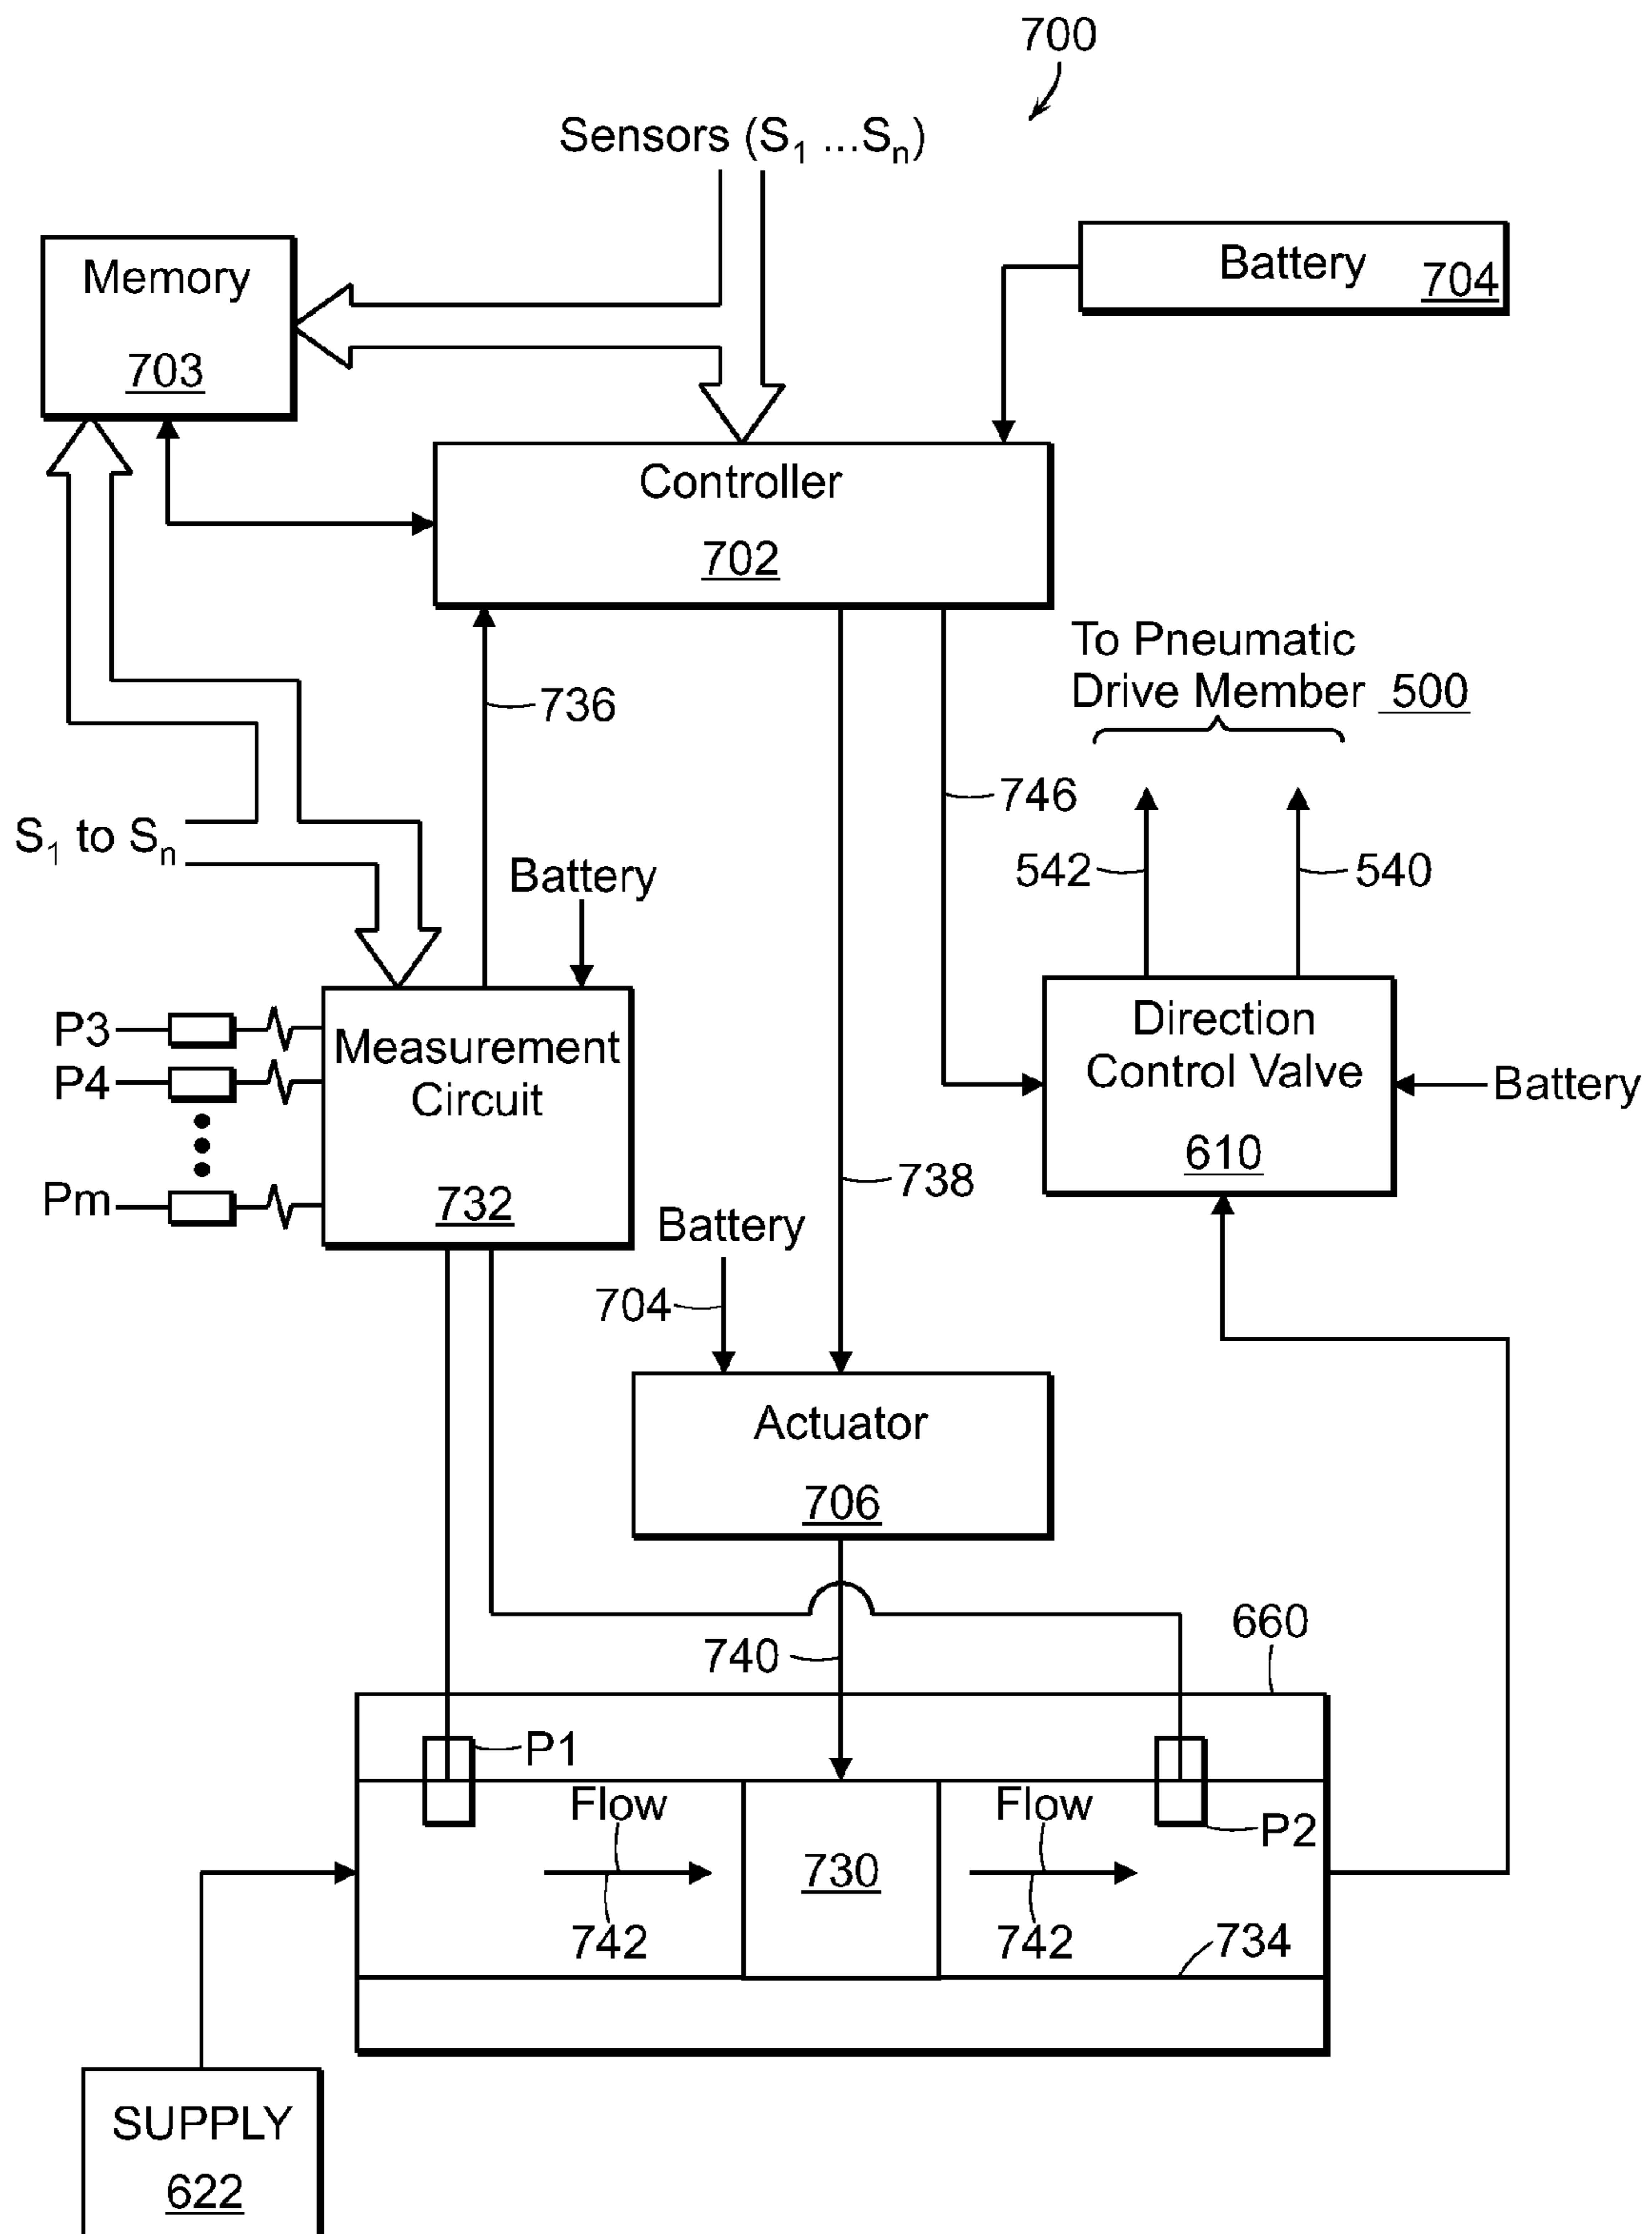 700
Sensors (S1 ...Sn)
Memory
703
Battery 704
Controller
702
To Pneumatic
Drive Member 500
736
746
S1 to Sn
542
540
Battery
P3
P4
Pm
Measurement
Circuit
732
Direction
Control Valve
610
Battery
738
Battery
704
Actuator
706
740
660
P1
Flow
Flow
P2
730
742
742
734
SUPPLY
622